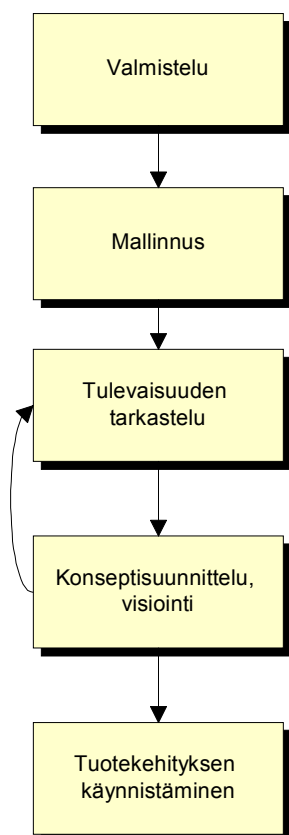 Valmistelu
Mallinnus
Tulevaisuuden
tarkastelu
Konseptisuunnittelu,
visiointi
Tuotekehityksen
käynnistäminen